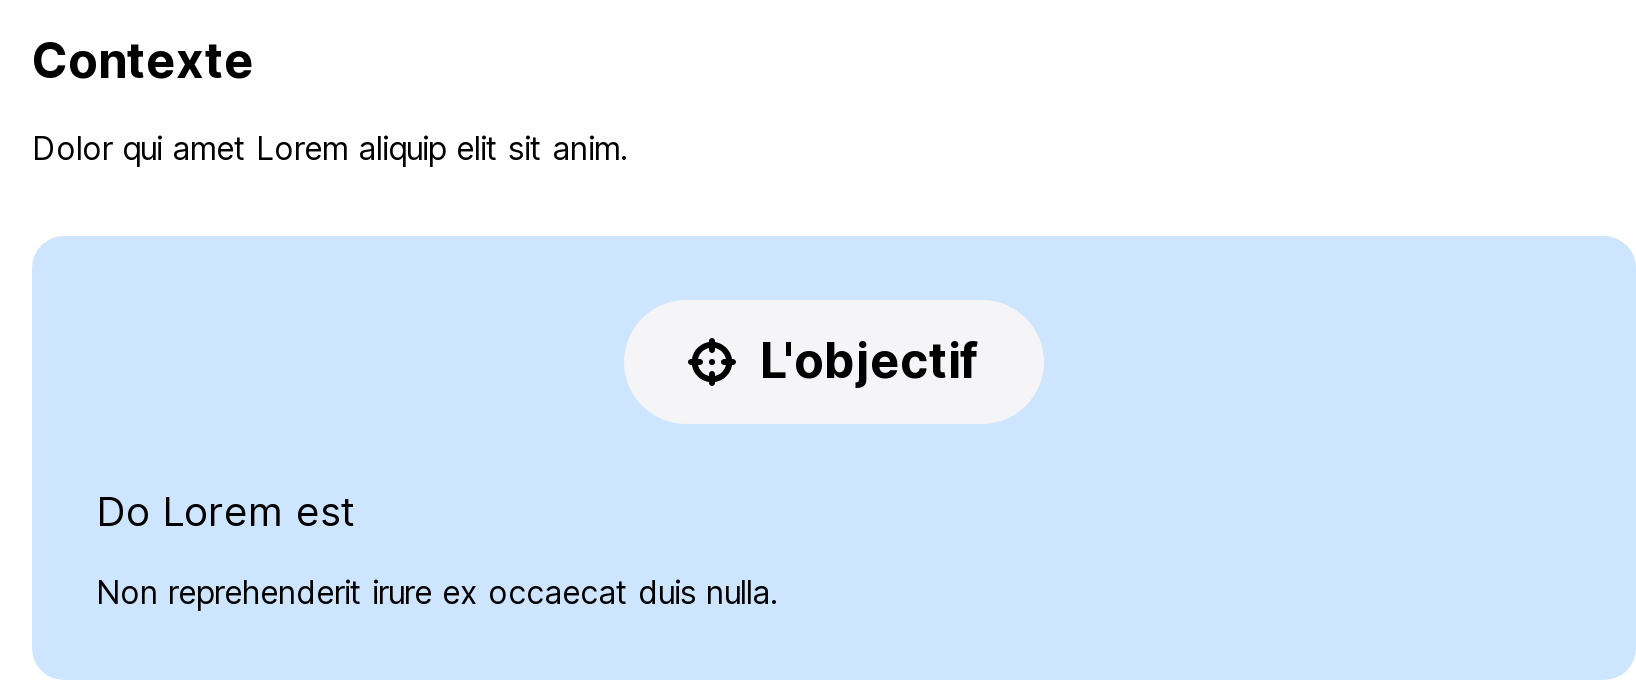 Contexte
Dolor qui amet Lorem aliquip elit sit anim.
L'objectif
Do Lorem est
Non reprehenderit irure ex occaecat duis nulla.